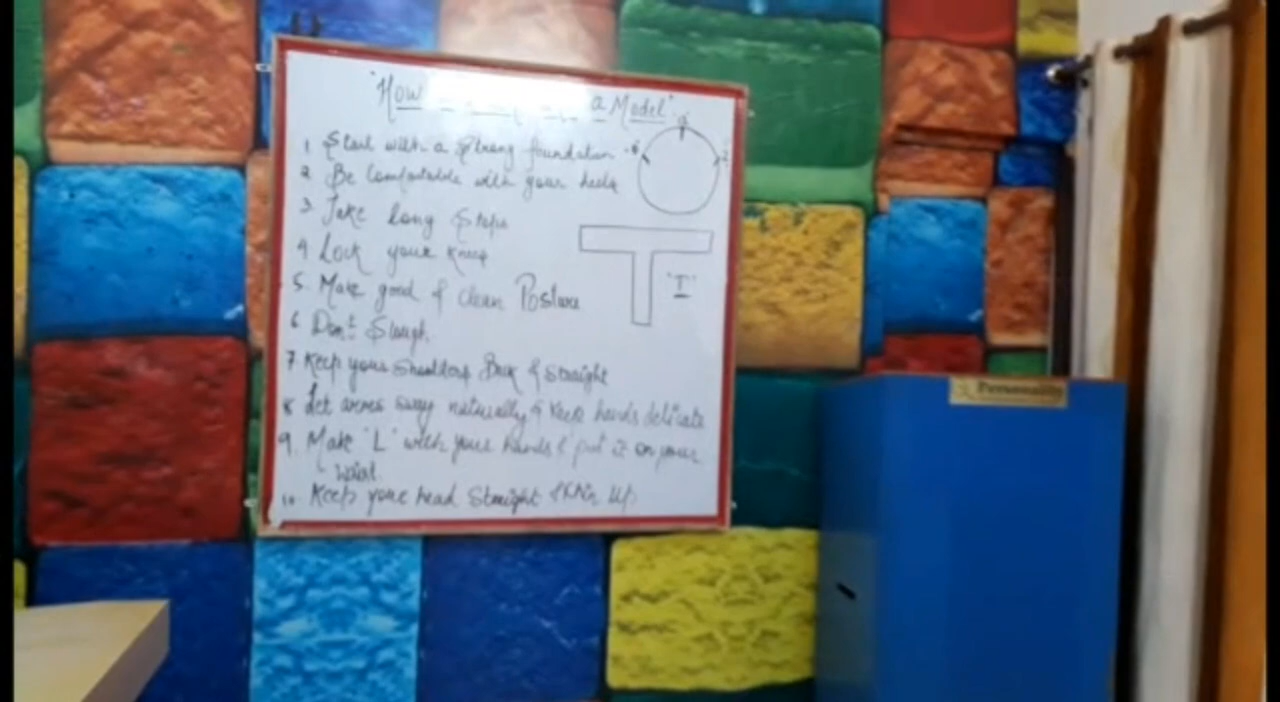 "How a Model"
1 Start with a strong foundation
2 Be Comfortable with your heels
3 Take long Steps
4 Lock your knees
5. Make good & clean Posture
6 Don't Slough.
7 Keep your Shoulders Back & Straight
8 Let arms sway naturally & Keep hands delicate
9. Make "L" with your hands & put it on your
waist.
10. Keep your head Straight & Chin Up
"T"
Personality